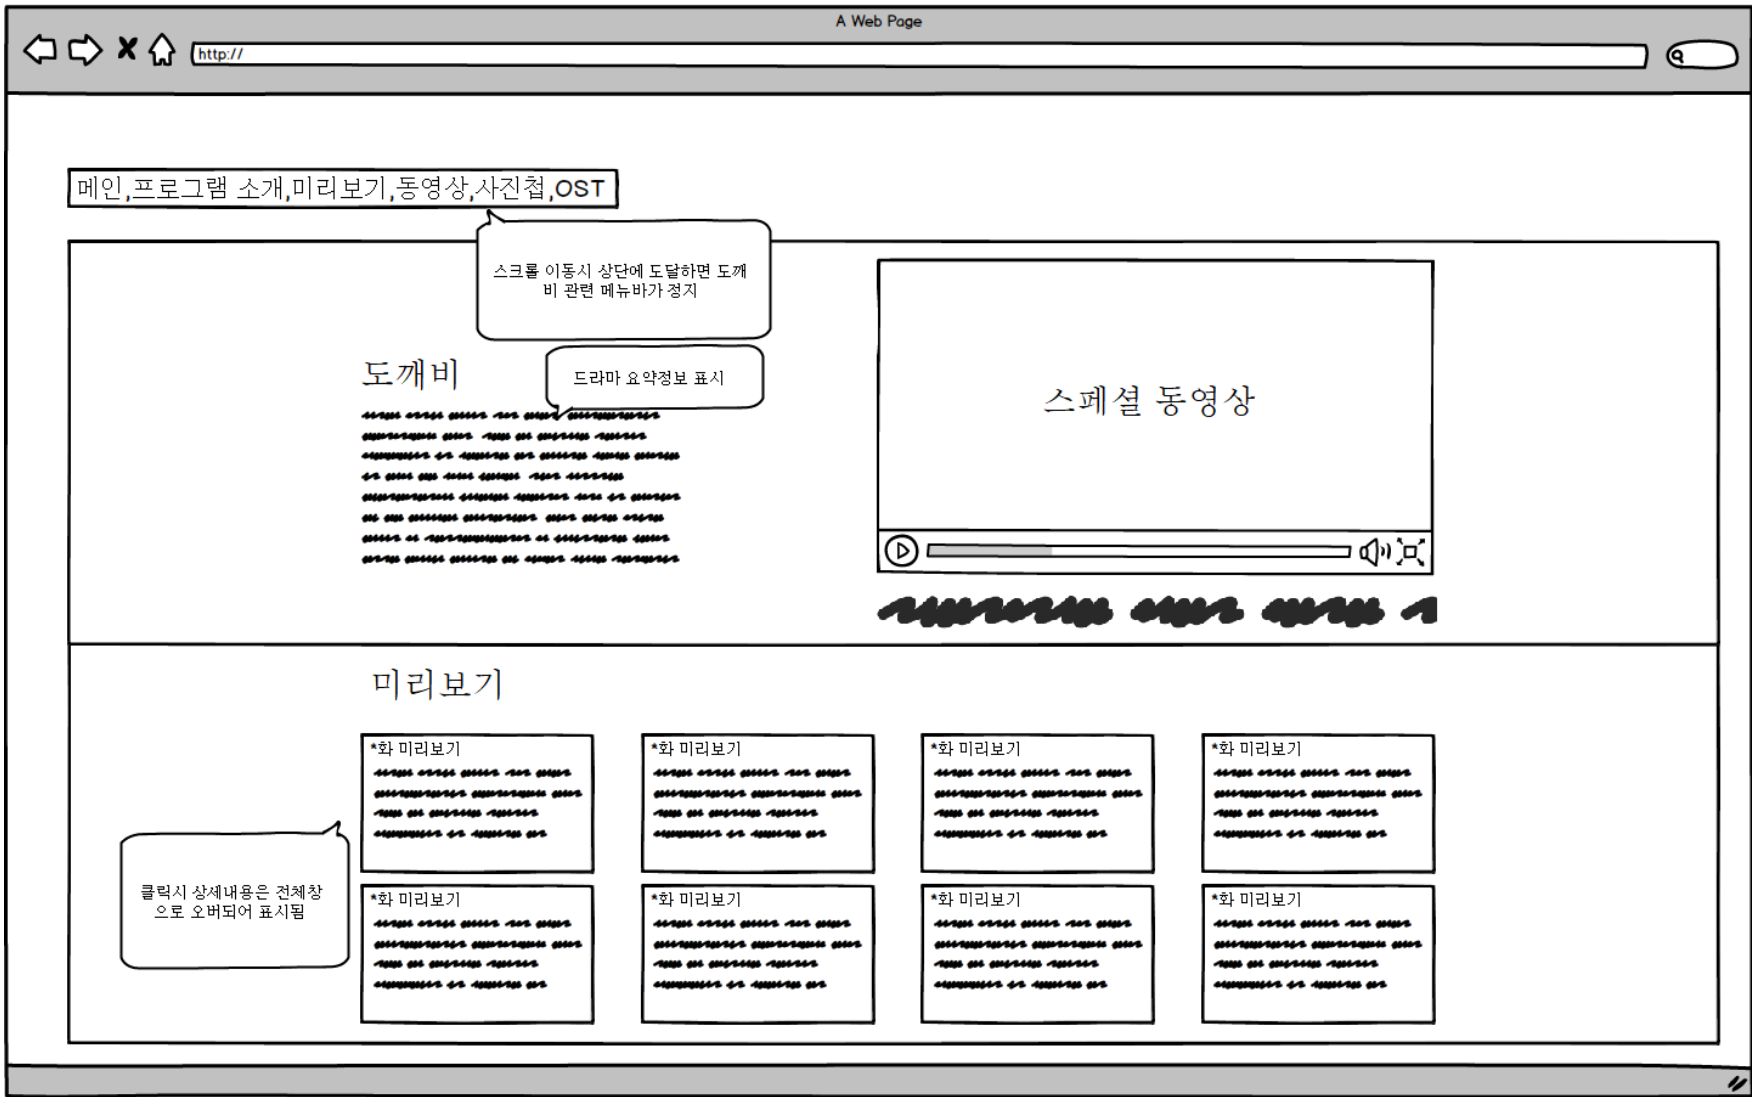 A Web Page
http://
메인,프로그램 소개,미리보기,동영상,사진첩,OST
스크롤 이동시 상단에 도달하면 도깨
비 관련 메뉴바가 정지
도깨비
드라마 요약정보 표시
스페셜 동영상
미리보기
*화 미리보기
*화 미리보기
*화 미리보기
*화 미리보기
클릭시 상세내용은 전체창
으로 오버되어 표시됨
*화 미리보기
*화 미리보기
*화 미리보기
*화 미리보기